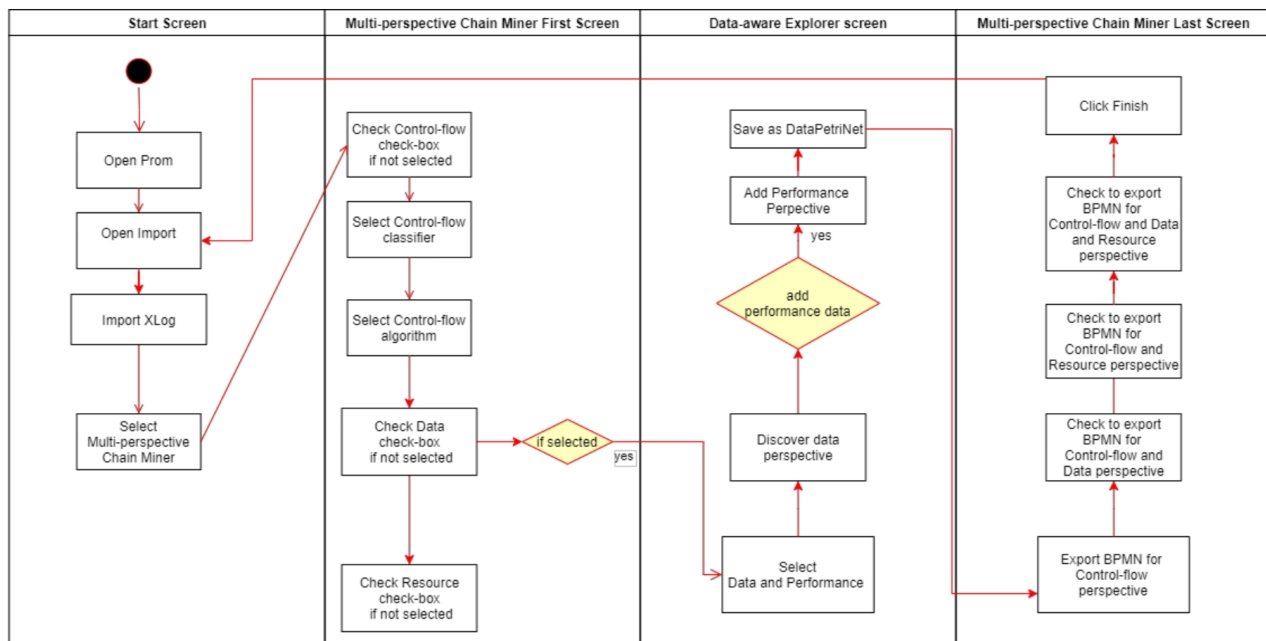 Start Screen
Multi-perspective Chain Miner First Screen
Data-aware Explorer screen
Multi-perspective Chain Miner Last Screen
Open Prom
Open Import
Import XLog
Select
Multi-perspective
Chain Miner
Check Control-flow
check-box
if not selected
Select Control-flow
classifier
Select Control-flow
algorithm
Check Data
check-box
if not selected
if selected
yes
Check Resource
check-box
if not selected
Save as DataPetriNet
Add Performance
Perpective
yes
add
performance data
Discover data
perspective
Select
Data and Performance
Click Finish
Check to export
BPMN for
Control-flow and Data
and Resource
perspective
Check to export
BPMN for
Control-flow and
Resource perspective
Check to export
BPMN for
Control-flow and
Data perspective
Export BPMN for
Control-flow
perspective